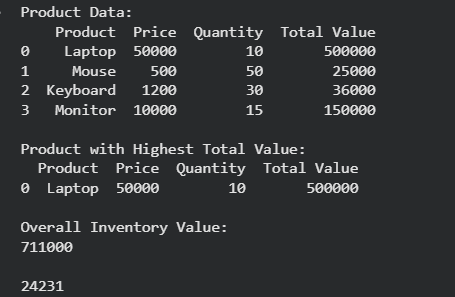 Product Data:
Product Price Quantity Total Value
0 Laptop 50000 10 500000
1 Mouse 500 50 25000
2 Keyboard 1200 30 36000
3 Monitor 10000 15 150000
Product with Highest Total Value:
Product Price Quantity Total Value
0 Laptop 50000 10 500000
Overall Inventory Value:
711000
24231